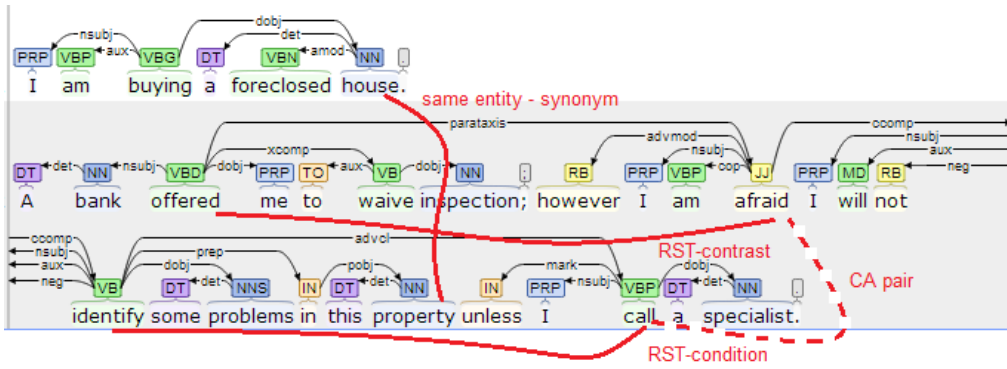 dobj
nsubj det
aux amod
PRP VBP VBG DT VBN NN .
I am buying a foreclosed house.
same entity - synonym
parataxis ccomp
xcomp advmod nsubj nsubj
aux
det nsubj dobj aux dobj cop neg
DT NN VBD PRP TO VB NN : RB PRP VBP JJ PRP MD RB
A bank offered me to waive inspection; however I am afraid I will not
ccomp advcl
nsubj prep RST-contrast
aux dobj pobj mark dobj CA pair
neg det det nsubj det
VB DT NNS IN DT NN IN PRP VBP DT NN .
identify some problems in this property unless I call a specialist.
RST-condition